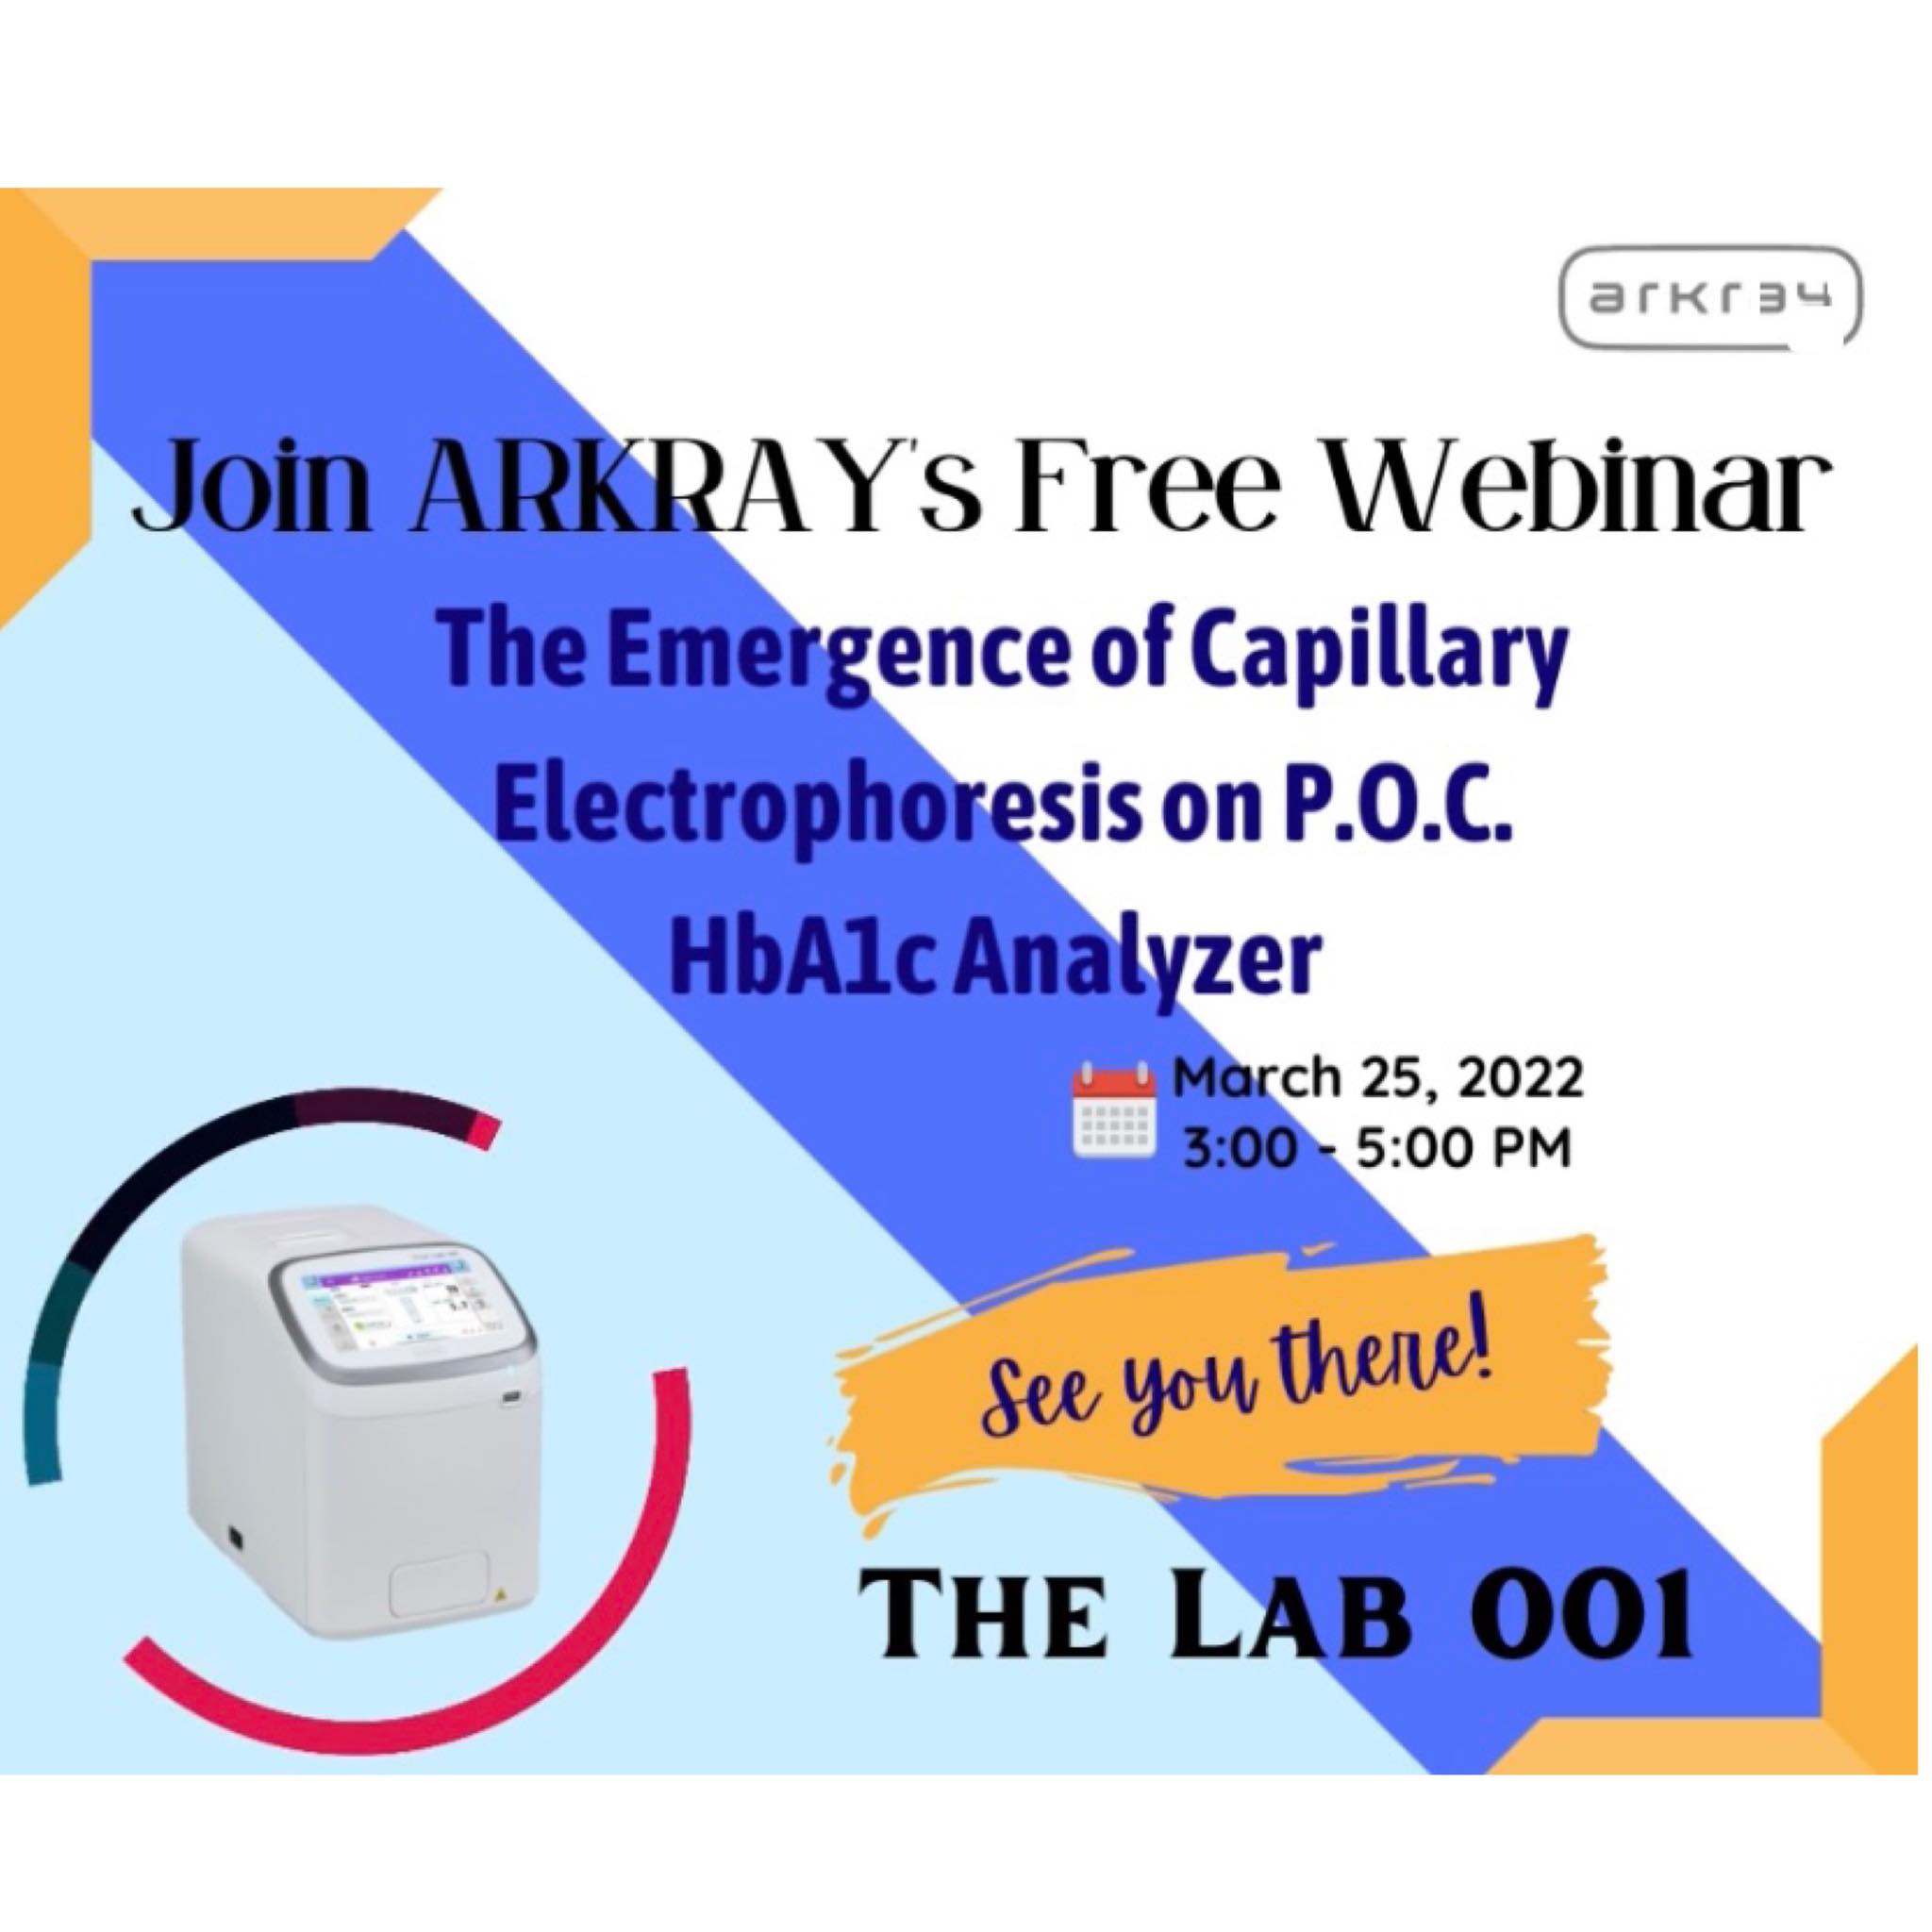 arkray
Join ARKRAY's Free Webinar
The Emergence of Capillary
Electrophoresis on P.O.C.
HbA1c Analyzer
March 25, 2022
3:00 - 5:00 PM
See you there!
THE LAB 001